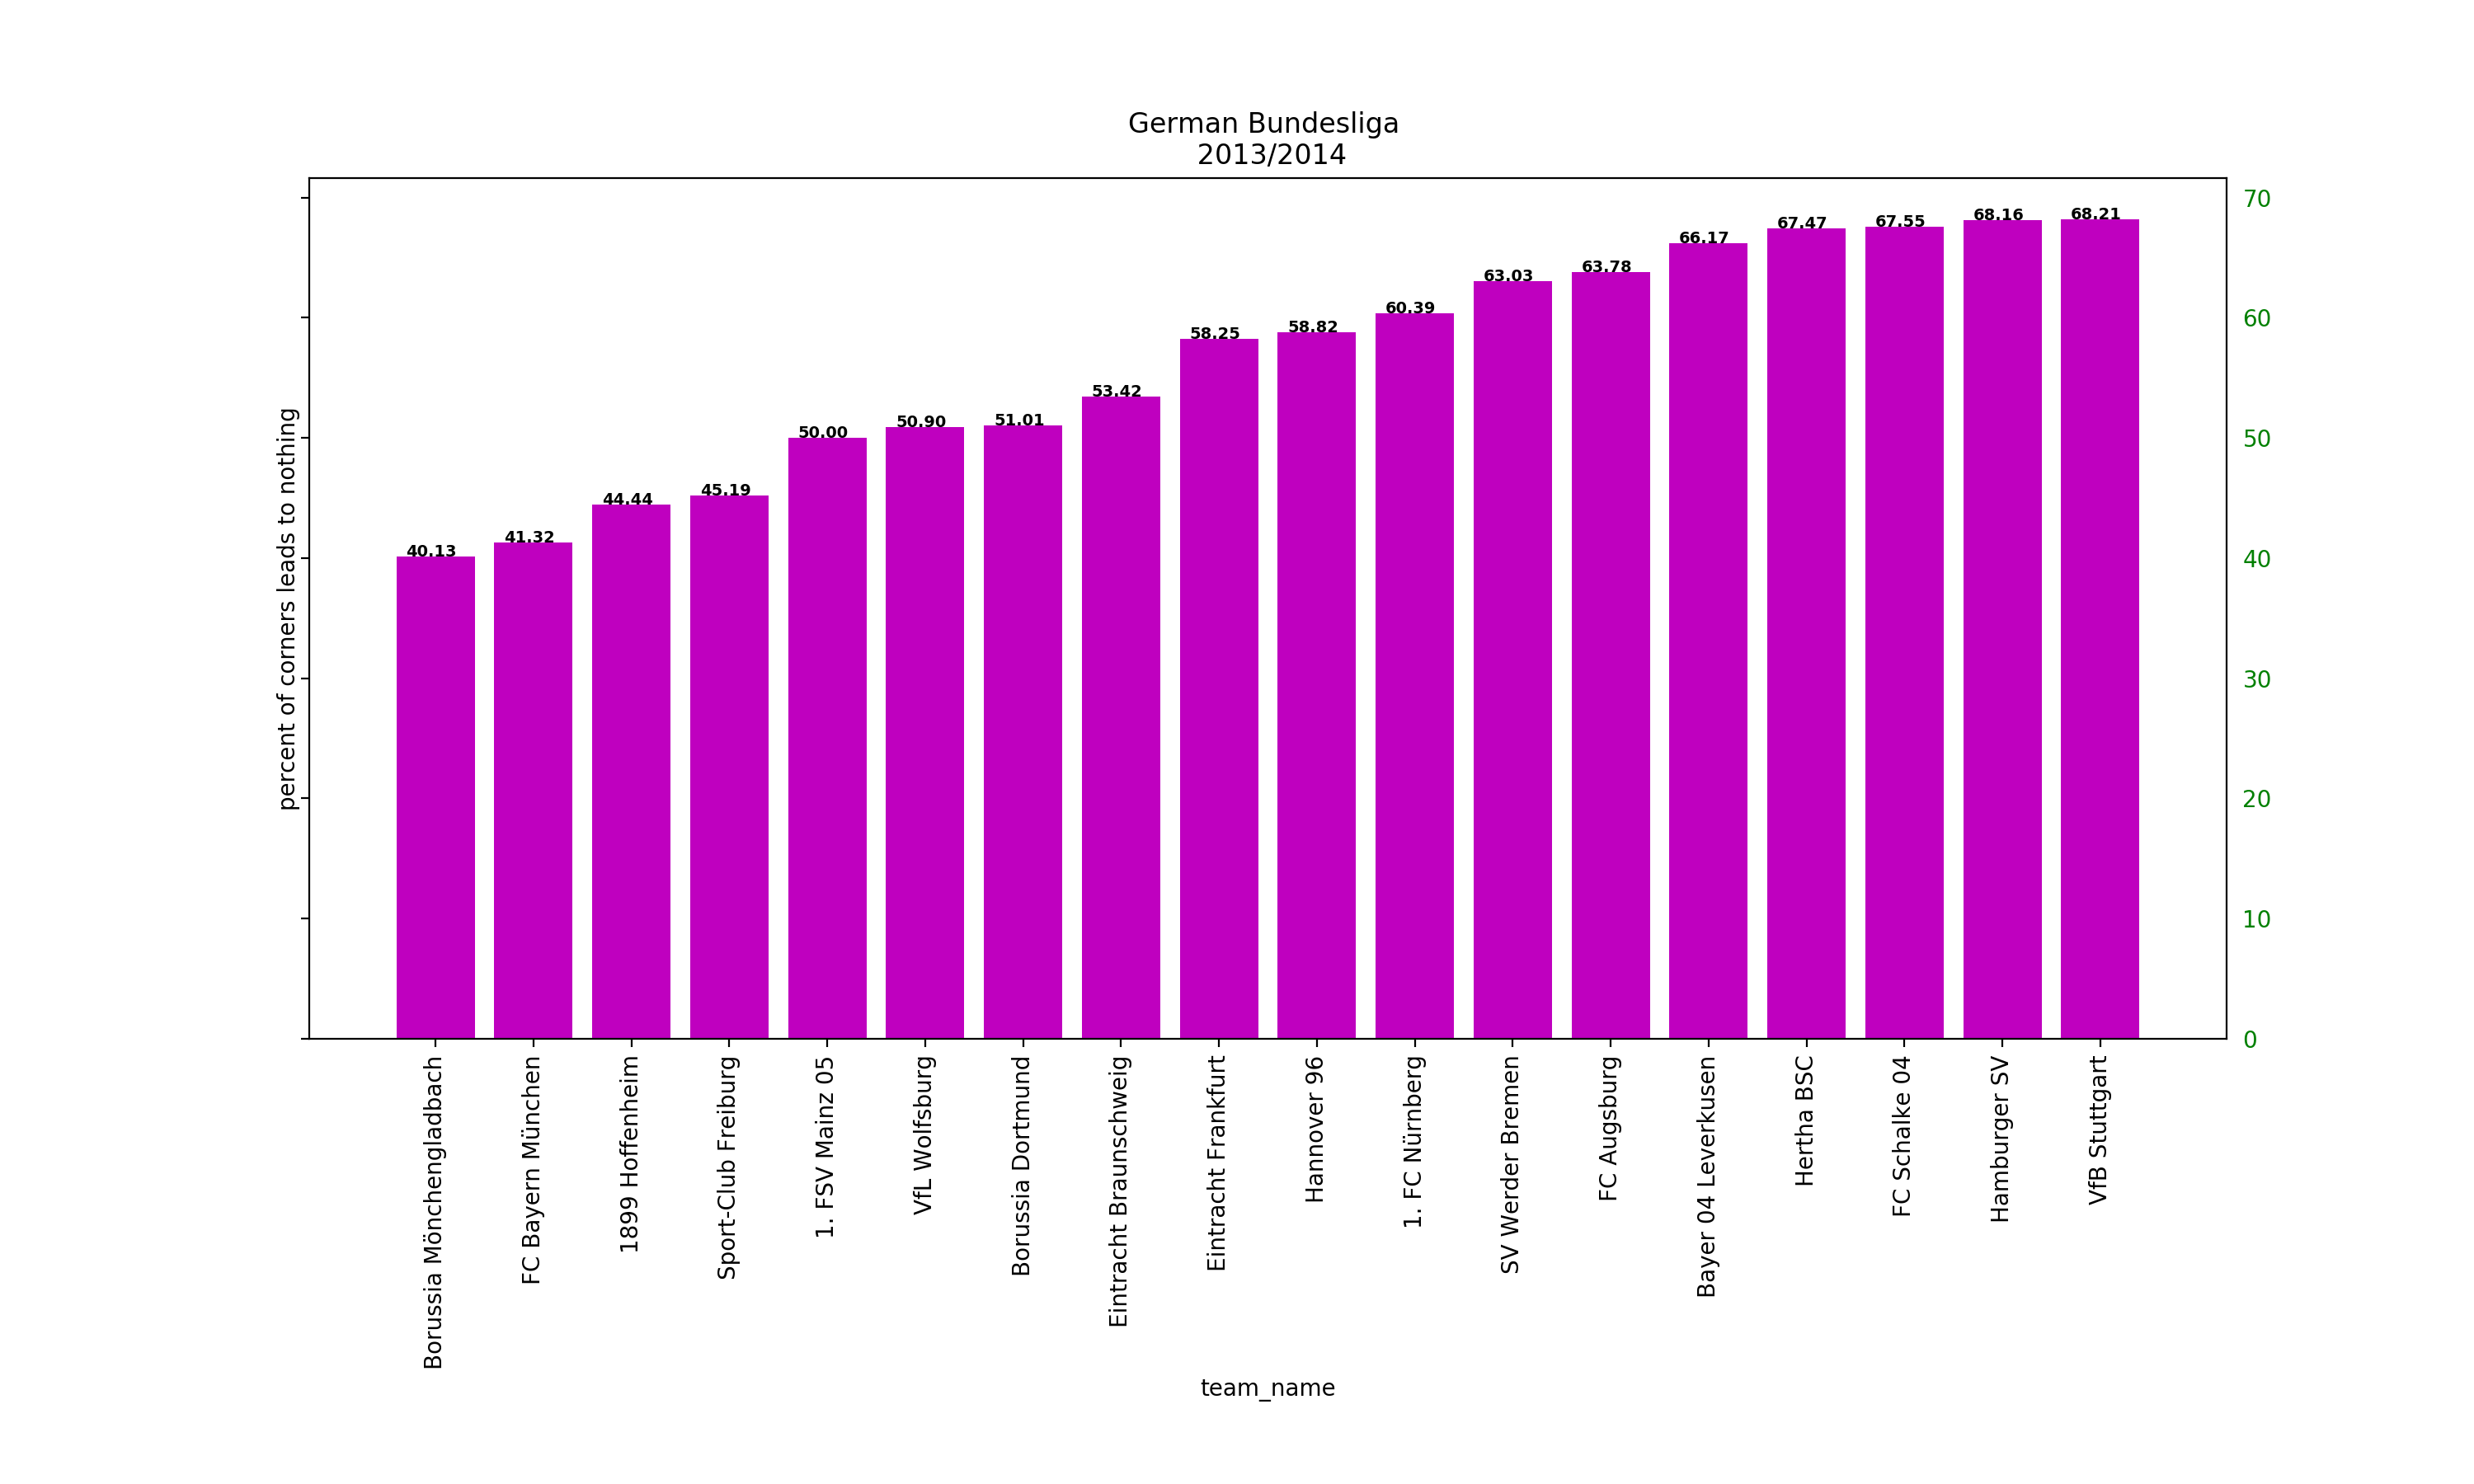 German Bundesliga
2013/2014
percent of corners leads to nothing
70
60
50
40
30
20
10
0
40.13
41.32
44.44
45.19
50.00
50.90
51.01
53.42
58.25
58.82
60.39
63.03
63.78
66.17
67.47
67.55
68.16
68.21
Borussia Mönchengladbach
FC Bayern München
1899 Hoffenheim
Sport-Club Freiburg
1. FSV Mainz 05
VfL Wolfsburg
Borussia Dortmund
Eintracht Braunschweig
Eintracht Frankfurt
Hannover 96
1. FC Nürnberg
SV Werder Bremen
FC Augsburg
Bayer 04 Leverkusen
Hertha BSC
FC Schalke 04
Hamburger SV
VfB Stuttgart
team_name